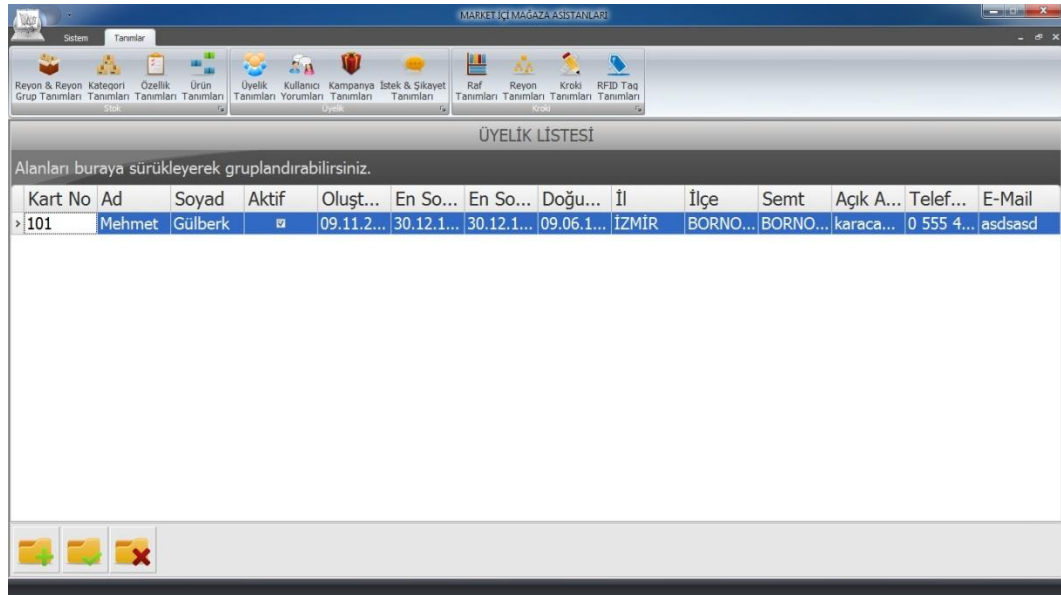 MARKET İÇİ MAĞAZA ASİSTANLARI
Sistem Tanımlar
Reyon & Reyon Grup Tanımları
Kategori Tanımları
Özellik Tanımları
Ürün Tanımları
Stok
Üyelik Tanımları
Kullanıcı Yorumları
Kampanya Tanımları
İstek & Şikayet Tanımları
Üyelik
Raf Tanımları
Reyon Tanımları
Kroki Tanımları
RFID Tag Tanımları
Kroki
ÜYELİK LİSTESİ
Alanları buraya sürükleyerek gruplandırabilirsiniz.
Kart No Ad Soyad Aktif Oluşt... En So... En So... Doğu... İl İlçe Semt Açık A... Telef... E-Mail
101 Mehmet Gülberk 09.11.2... 30.12.1... 30.12.1... 09.06.1... İZMİR BORNO... BORNO... karaca... 0 555 4... asdsasd